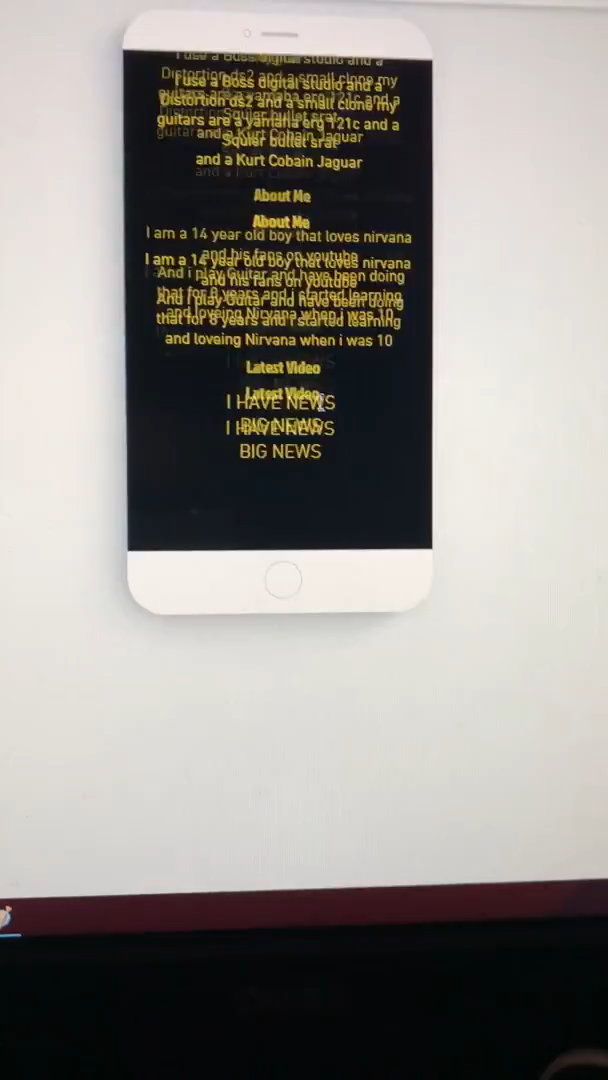 I use a Boss digital studio and a
Distortion ds2 and a small clone my
guitars are a yamaha erg 121c and a
Squier bullet srat
and a Kurt Cobain Jaguar
About Me
I am a 14 year old boy that loves nirvana
and his fans on youtube
And i play Guitar and have been doing
that for 8 years and i started learning
and loveing Nirvana when i was 10
Latest Video
I HAVE NEWS
BIG NEWS